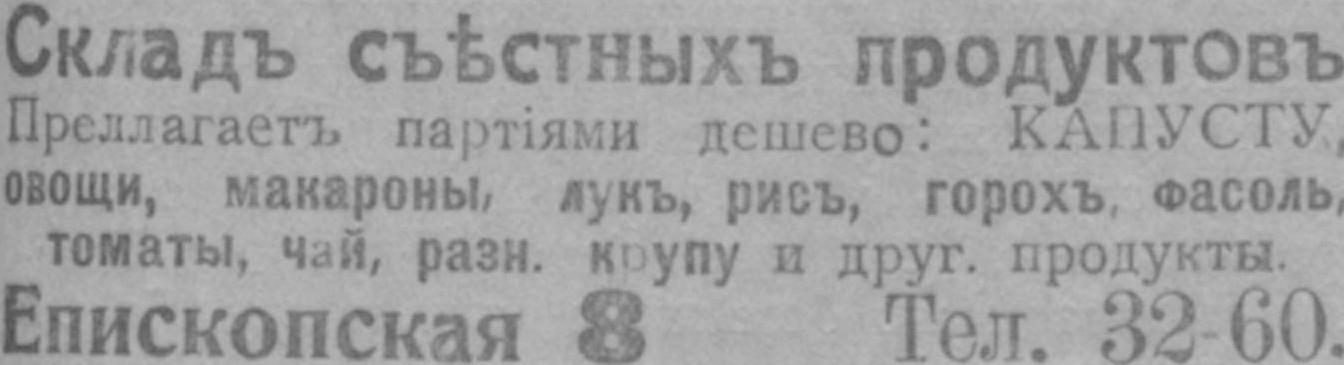 Складъ съѣстныхъ продуктовъ
Предлагаетъ партіями дешево: КАПУСТУ,
овощи, макароны, лукъ, рисъ, горохъ, фасоль,
томаты, чай, разн. крупу и друг. продукты.
Епископская 8 Тел. 32-60.